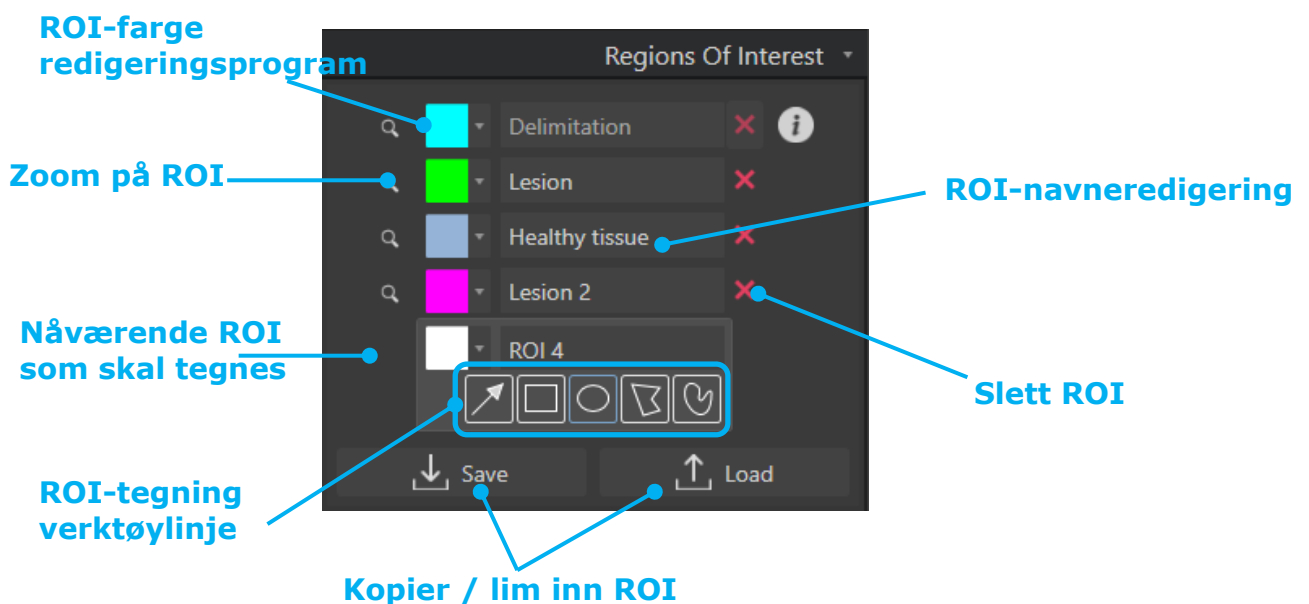 ROI-farge
redigeringsprogram
Regions Of Interest
Delimitation
i
Zoom på ROI
Lesion
ROI-navneredigering
Healthy tissue
Lesion 2
Nåværende ROI
som skal tegnes
ROI 4
Slett ROI
Save
Load
ROI-tegning
verktøylinje
Kopier / lim inn ROI